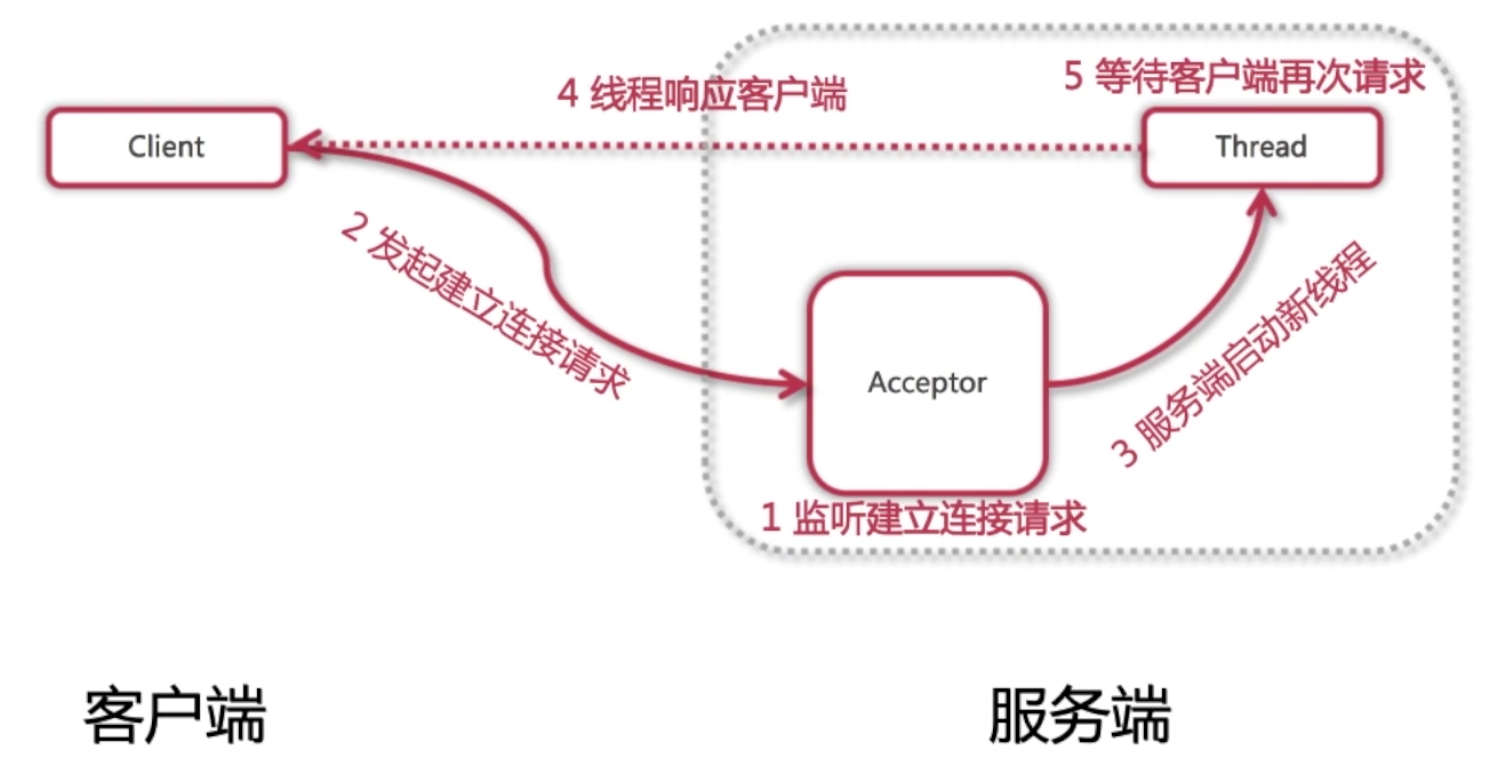 5 等待客户端再次请求
4 线程响应客户端
Client
Thread
2 发起建立连接请求
3 服务端启动新线程
Acceptor
1 监听建立连接请求
客户端
服务端